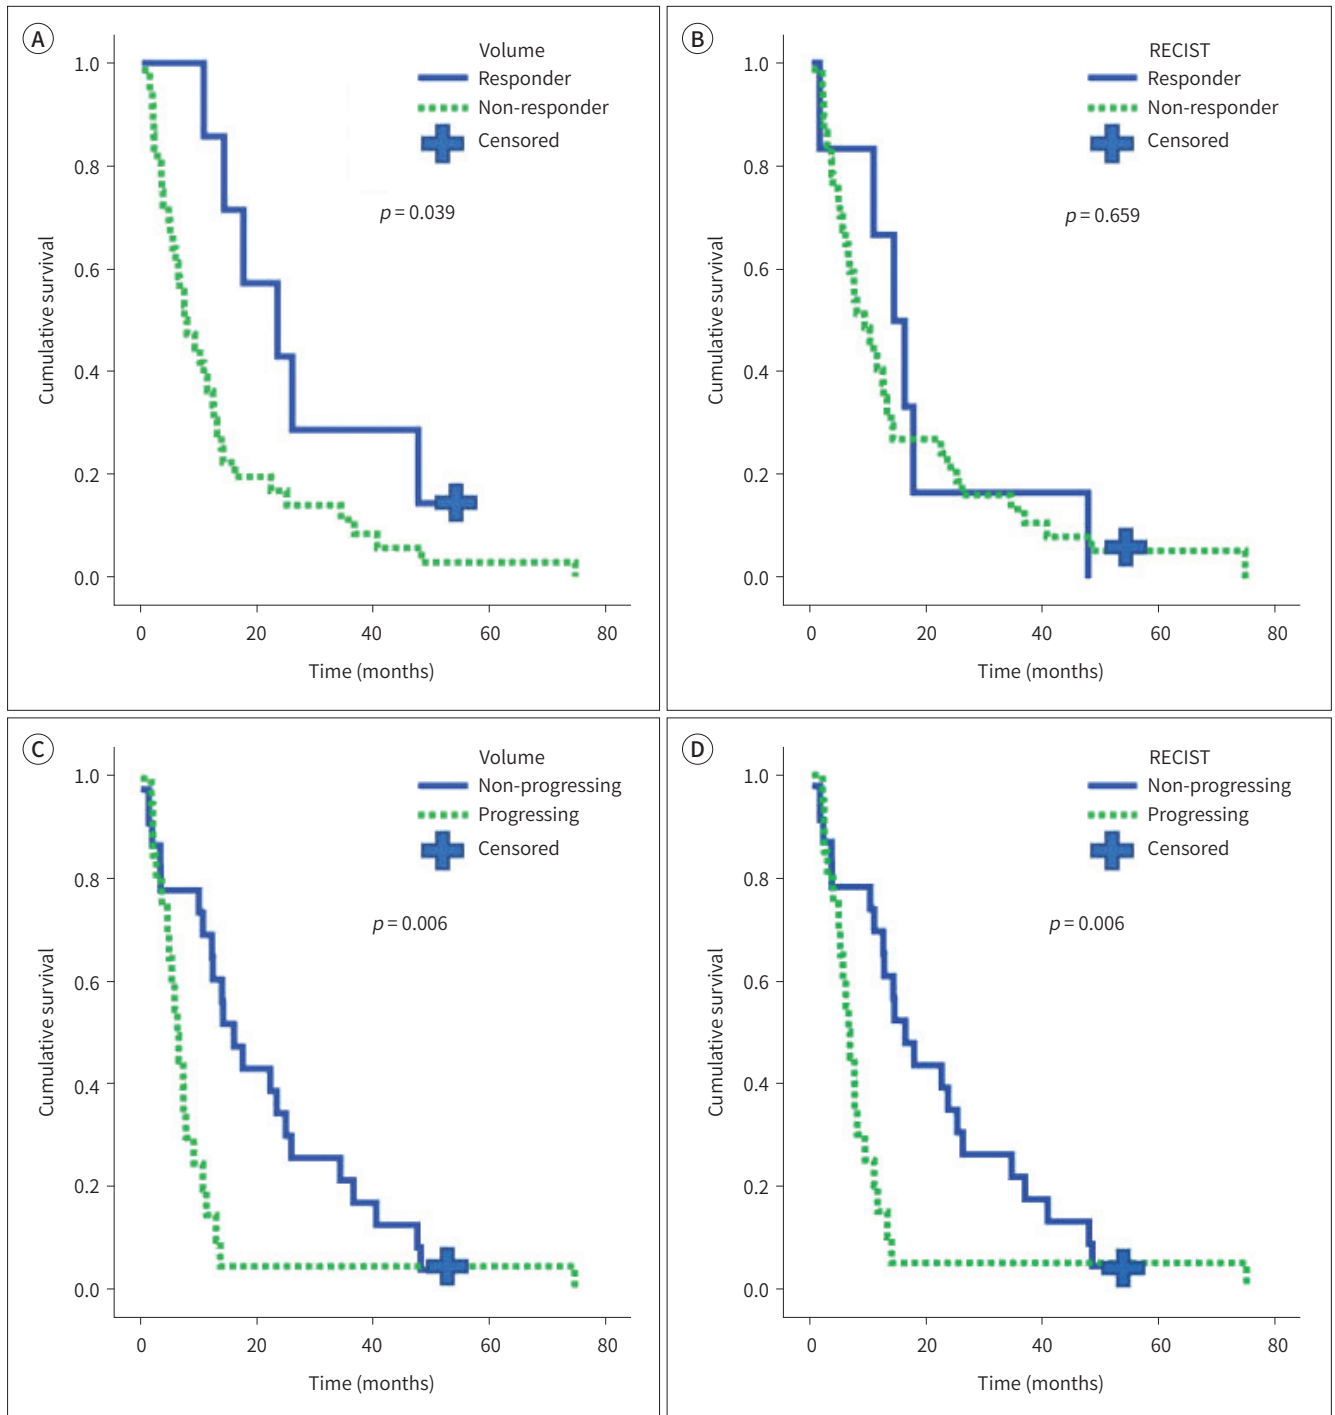 A
Volume
Responder
Non-responder
Censored
p = 0.039
Cumulative survival
1.0
0.8
0.6
0.4
0.2
0.0
0 20 40 60 80
Time (months)
B
RECIST
Responder
Non-responder
Censored
p = 0.659
Cumulative survival
1.0
0.8
0.6
0.4
0.2
0.0
0 20 40 60 80
Time (months)
C
Volume
Non-progressing
Progressing
Censored
p = 0.006
Cumulative survival
1.0
0.8
0.6
0.4
0.2
0.0
0 20 40 60 80
Time (months)
D
RECIST
Non-progressing
Progressing
Censored
p = 0.006
Cumulative survival
1.0
0.8
0.6
0.4
0.2
0.0
0 20 40 60 80
Time (months)